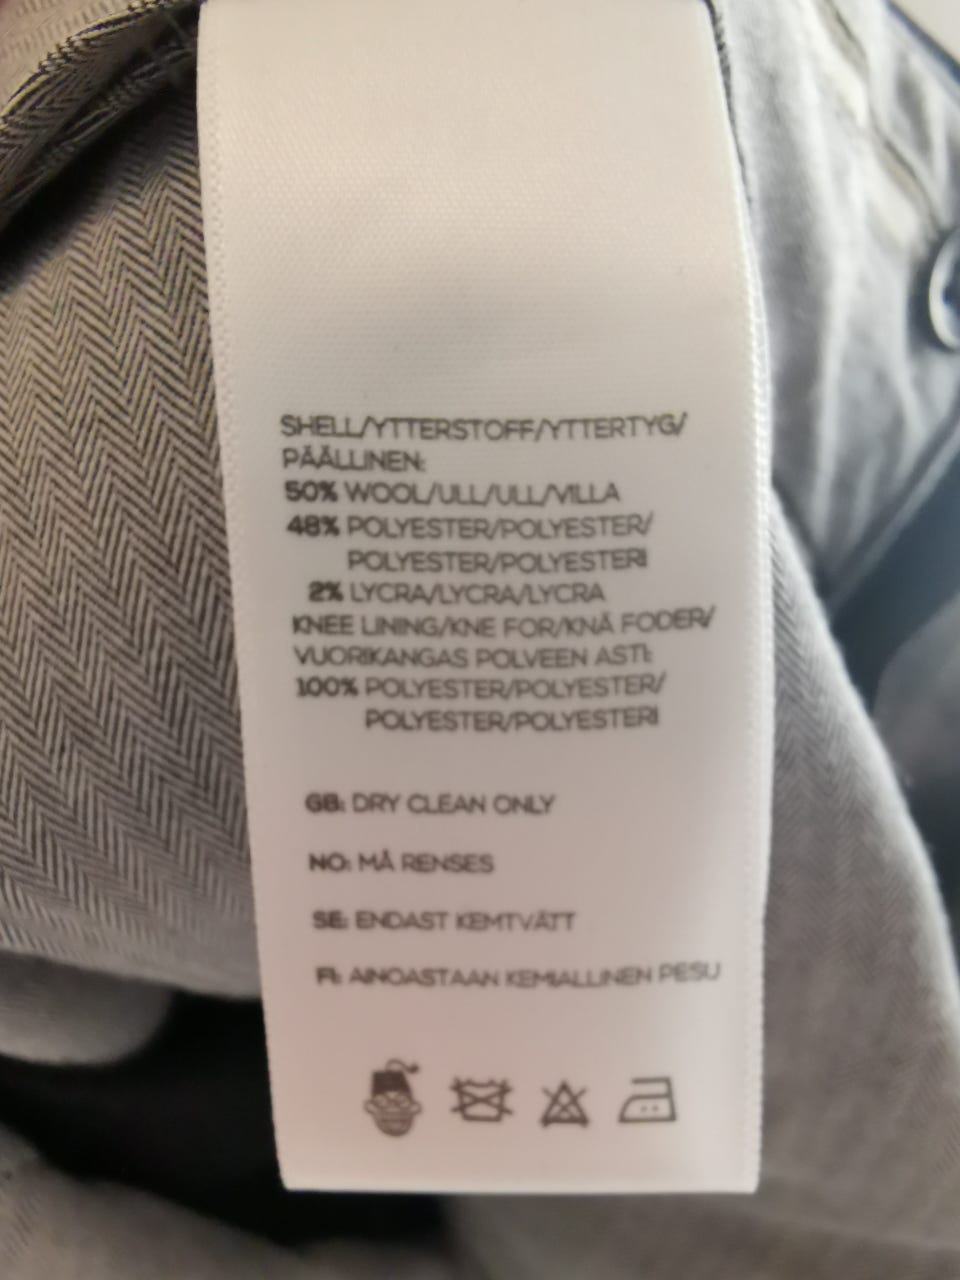 SHELL/YTTERSTOFF/YTTERTYG/
PÄÄLLINEN:
50% WOOL/ULL/ULL/VILLA
48% POLYESTER/POLYESTER/
POLYESTER/POLYESTERI
2% LYCRA/LYCRA/LYCRA
KNEE LINING/KNE FOR/KNÄ FODER/
VUORIKANGAS POLVEEN ASTI:
100% POLYESTER/POLYESTER/
POLYESTER/POLYESTERI
GB: DRY CLEAN ONLY
NO: MÅ RENSES
SE: ENDAST KEMTVÄTT
FI: AINOASTAAN KEMIALLINEN PESU